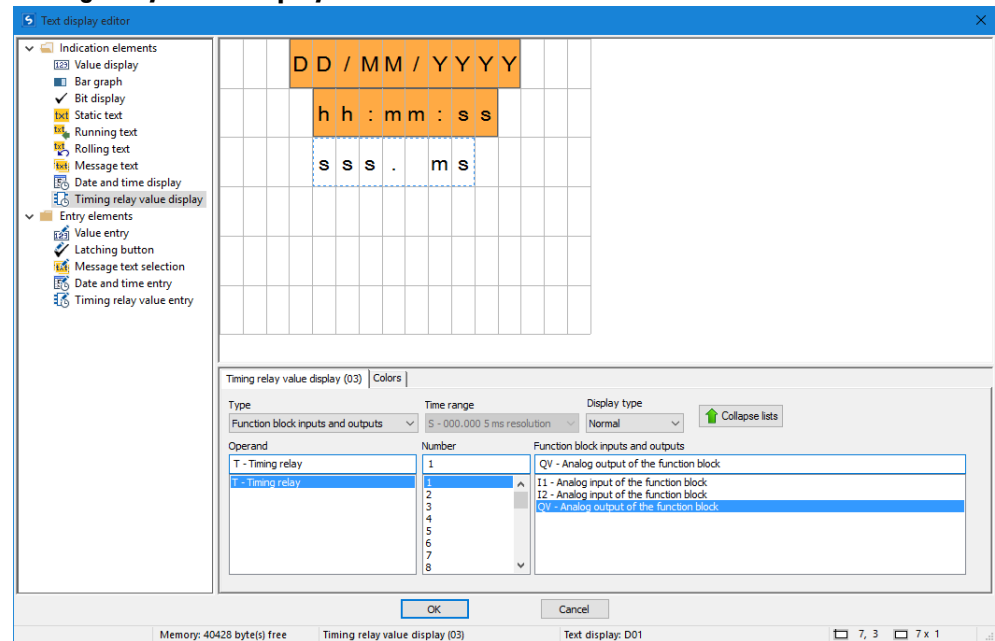 Text display editor
Indication elements
Value display
Bar graph
Bit display
Static text
Running text
Rolling text
Message text
Date and time display
Timing relay value display
Entry elements
Value entry
Latching button
Message text selection
Date and time entry
Timing relay value entry
DD/MM/YYYY
hh:mm:ss
sss. ms
Timing relay value display (03) Colors
Type Time range Display type
Function block inputs and outputs S - 000.000 5 ms resolution Normal Collapse lists
Operand Number Function block inputs and outputs
T - Timing relay 1 QV - Analog output of the function block
T - Timing relay 1 I1 - Analog input of the function block
2 I2 - Analog input of the function block
3 QV - Analog output of the function block
4
5
6
7
8
OK Cancel
Memory: 40428 byte(s) free Timing relay value display (03) Text display: D01 7, 3 7 x 1